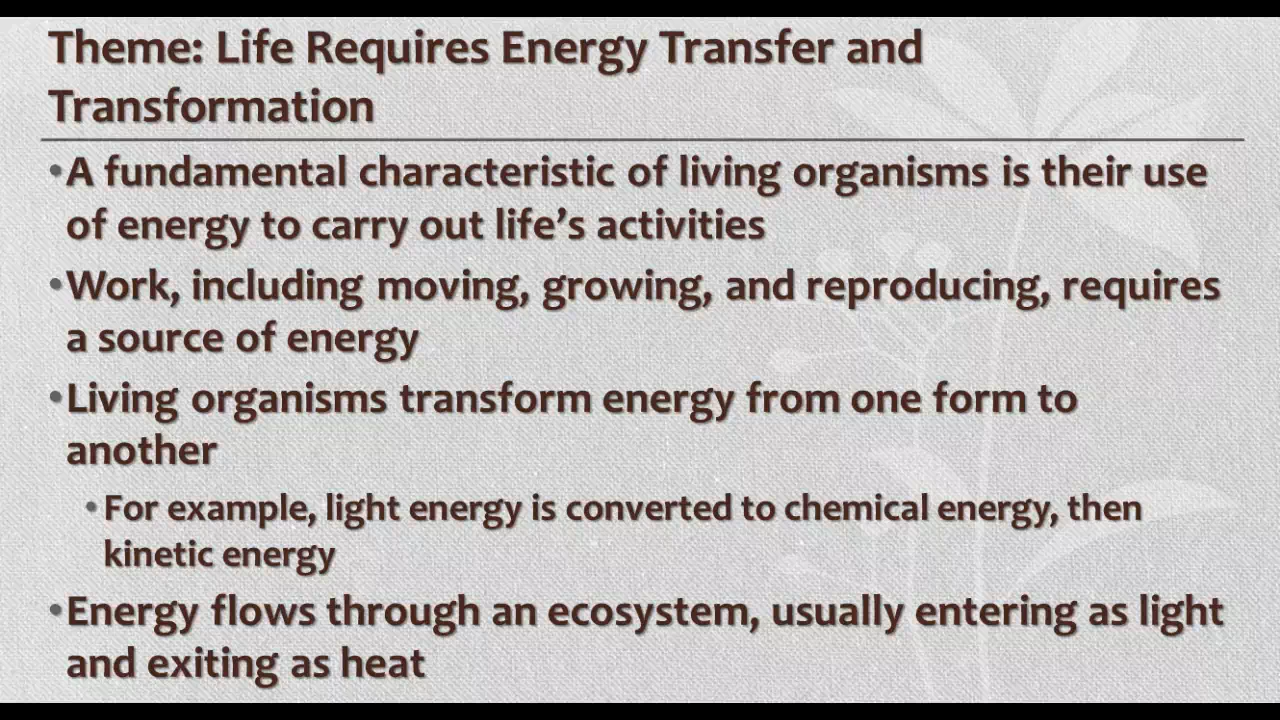 Theme: Life Requires Energy Transfer and
Transformation
•A fundamental characteristic of living organisms is their use
of energy to carry out life’s activities
•Work, including moving, growing, and reproducing, requires
a source of energy
•Living organisms transform energy from one form to
another
•For example, light energy is converted to chemical energy, then
kinetic energy
•Energy flows through an ecosystem, usually entering as light
and exiting as heat